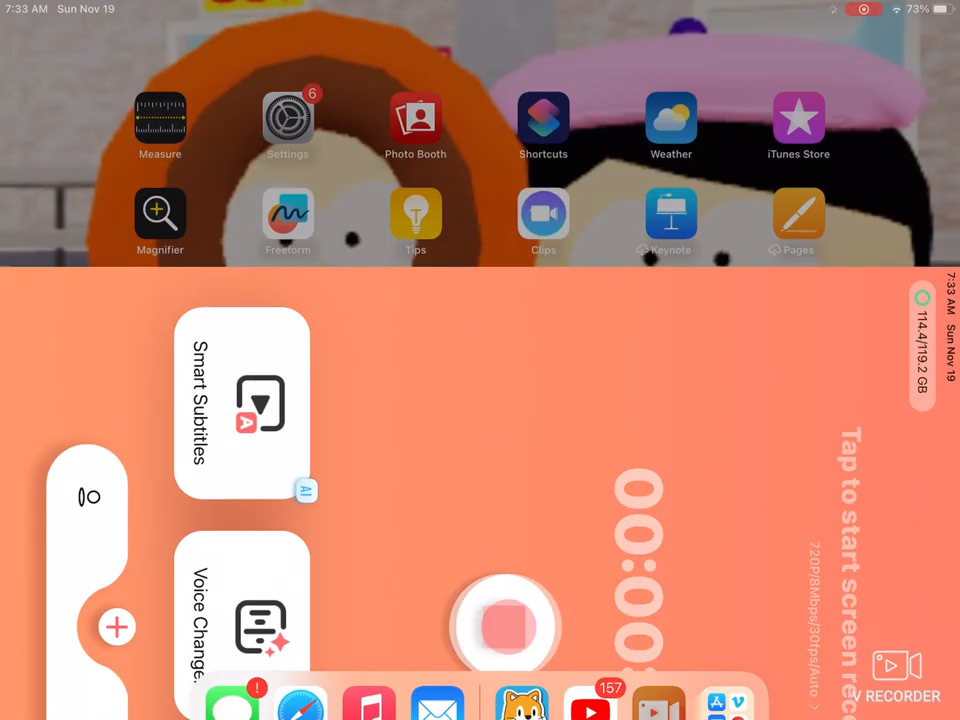 7:33 AM Sun Nov 19
73%
6
Measure
Settings
Photo Booth
Shortcuts
Weather
iTunes Store
Magnifier
Freeform
Tips
Clips
Keynote
Pages
7:33 AM Sun Nov 19
114.4/119.2 GB
Tap to start screen rec
720P/8Mbps/30fps/Auto >
0:00:00
Smart Subtitles
A
AI
Voice Change
V RECORDER
!
157